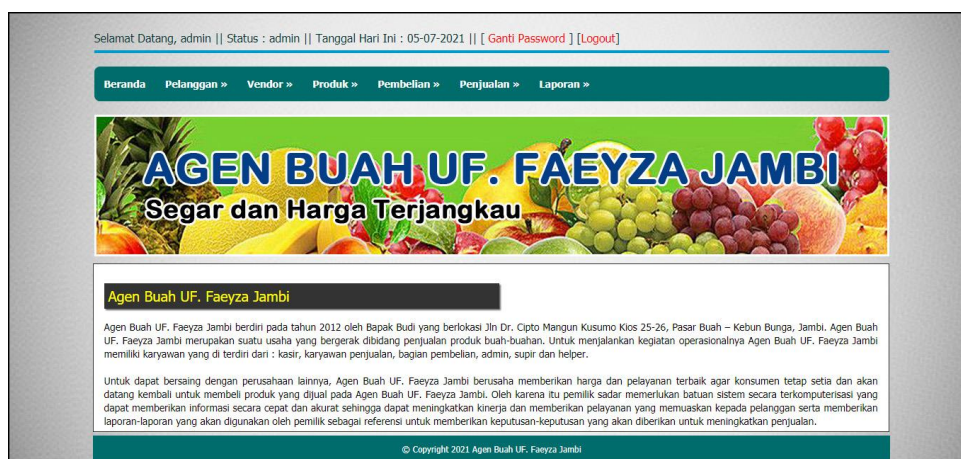 Selamat Datang, admin || Status : admin || Tanggal Hari Ini : 05-07-2021 || [ Ganti Password ] [Logout]
Beranda Pelanggan » Vendor » Produk » Pembelian » Penjualan » Laporan »
AGEN BUAH UF. FAEYZA JAMBI
Segar dan Harga Terjangkau
Agen Buah UF. Faeyza Jambi
Agen Buah UF. Faeyza Jambi berdiri pada tahun 2012 oleh Bapak Budi yang berlokasi Jln Dr. Cipto Mangun Kusumo Kios 25-26, Pasar Buah – Kebun Bunga, Jambi. Agen Buah
UF. Faeyza Jambi merupakan suatu usaha yang bergerak dibidang penjualan produk buah-buahan. Untuk menjalankan kegiatan operasionalnya Agen Buah UF. Faeyza Jambi
memiliki karyawan yang di terdiri dari : kasir, karyawan penjualan, bagian pembelian, admin, supir dan helper.
Untuk dapat bersaing dengan perusahaan lainnya, Agen Buah UF. Faeyza Jambi berusaha memberikan harga dan pelayanan terbaik agar konsumen tetap setia dan akan
datang kembali untuk membeli produk yang dijual pada Agen Buah UF. Faeyza Jambi. Oleh karena itu pemilik sadar memerlukan batuan sistem secara terkomputerisasi yang
dapat memberikan informasi secara cepat dan akurat sehingga dapat meningkatkan kinerja dan memberikan pelayanan yang memuaskan kepada pelanggan serta memberikan
laporan-laporan yang akan digunakan oleh pemilik sebagai referensi untuk memberikan keputusan-keputusan yang akan diberikan untuk meningkatkan penjualan.
© Copyright 2021 Agen Buah UF. Faeyza Jambi